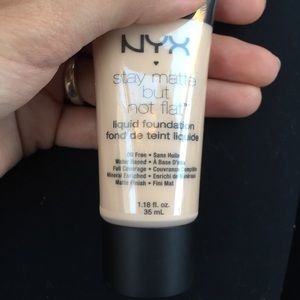 NYX
stay matte
but
not flat™
liquid foundation
fond de teint liquide
Oil Free • Sans Huile
Water Based • À Base D'eau
Full Coverage • Couvrance Complète
Mineral Enriched • Enrichi de Minéraux
Matte Finish • Fini Mat
1.18 fl. oz.
35 ml